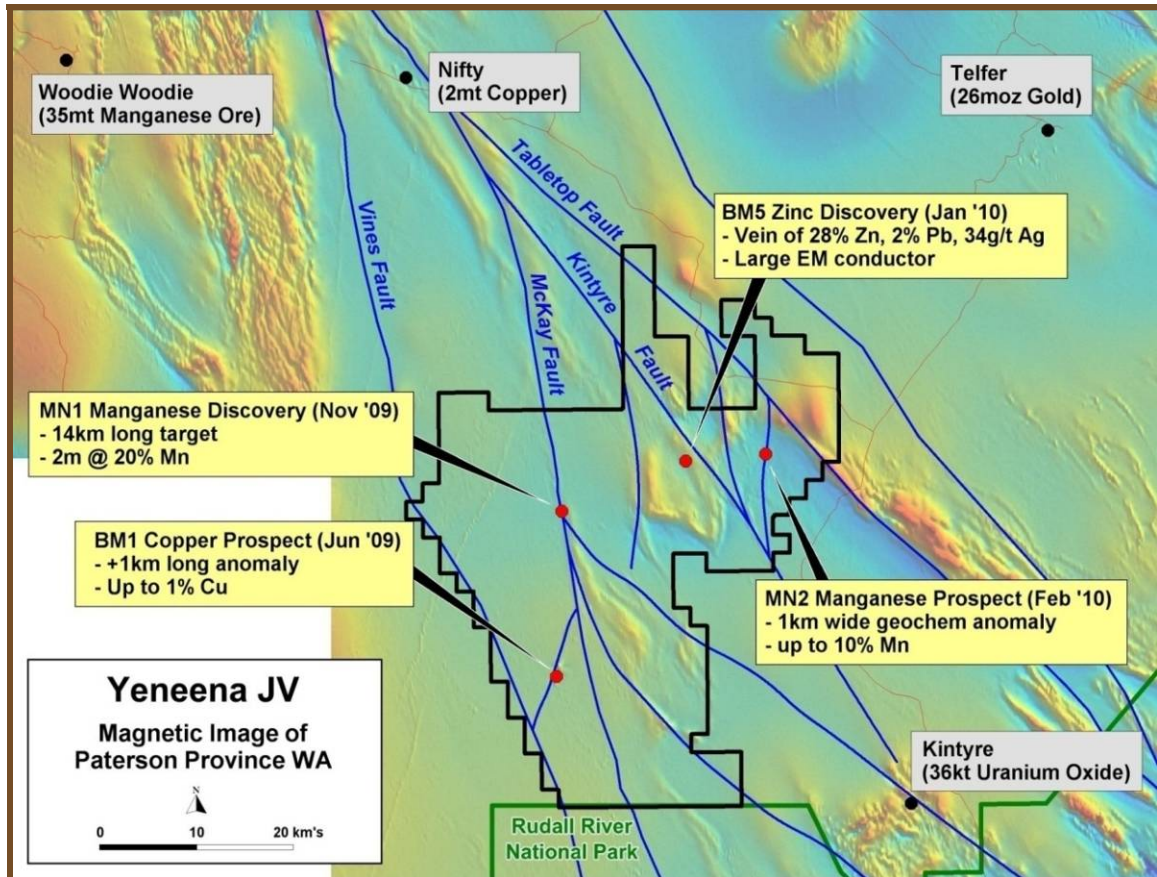 Woodie Woodie
(35mt Manganese Ore)
Nifty
(2mt Copper)
Telfer
(26moz Gold)
Vines Fault
Tabletop Fault
McKay Fault
Kintyre
Fault
BM5 Zinc Discovery (Jan '10)
- Vein of 28% Zn, 2% Pb, 34g/t Ag
- Large EM conductor
MN1 Manganese Discovery (Nov '09)
- 14km long target
- 2m @ 20% Mn
BM1 Copper Prospect (Jun '09)
- +1km long anomaly
- Up to 1% Cu
MN2 Manganese Prospect (Feb '10)
- 1km wide geochem anomaly
- up to 10% Mn
Yeneena JV
Magnetic Image of
Paterson Province WA
N
0 10 20 km's
Kintyre
(36kt Uranium Oxide)
Rudall River
National Park